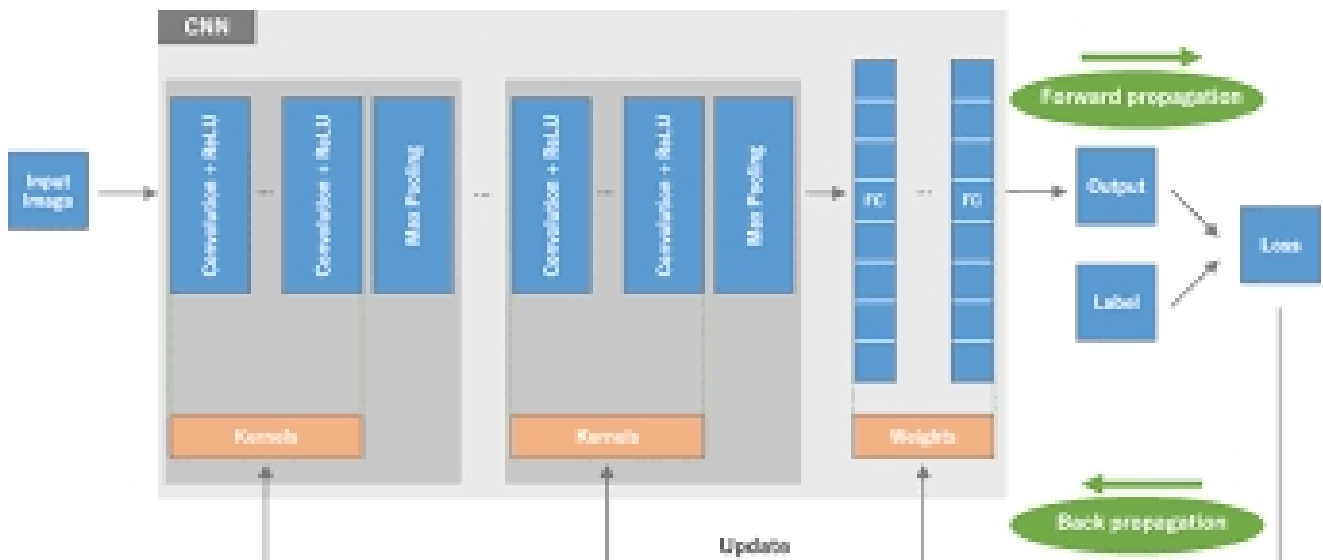 CNN
Forward propagation
Input
Image
Convolution + ReLU
Convolution + ReLU
Max Pooling
Convolution + ReLU
Convolution + ReLU
Max Pooling
FC
FC
Output
Label
Loss
Kernels
Kernels
Weights
Back propagation
Update